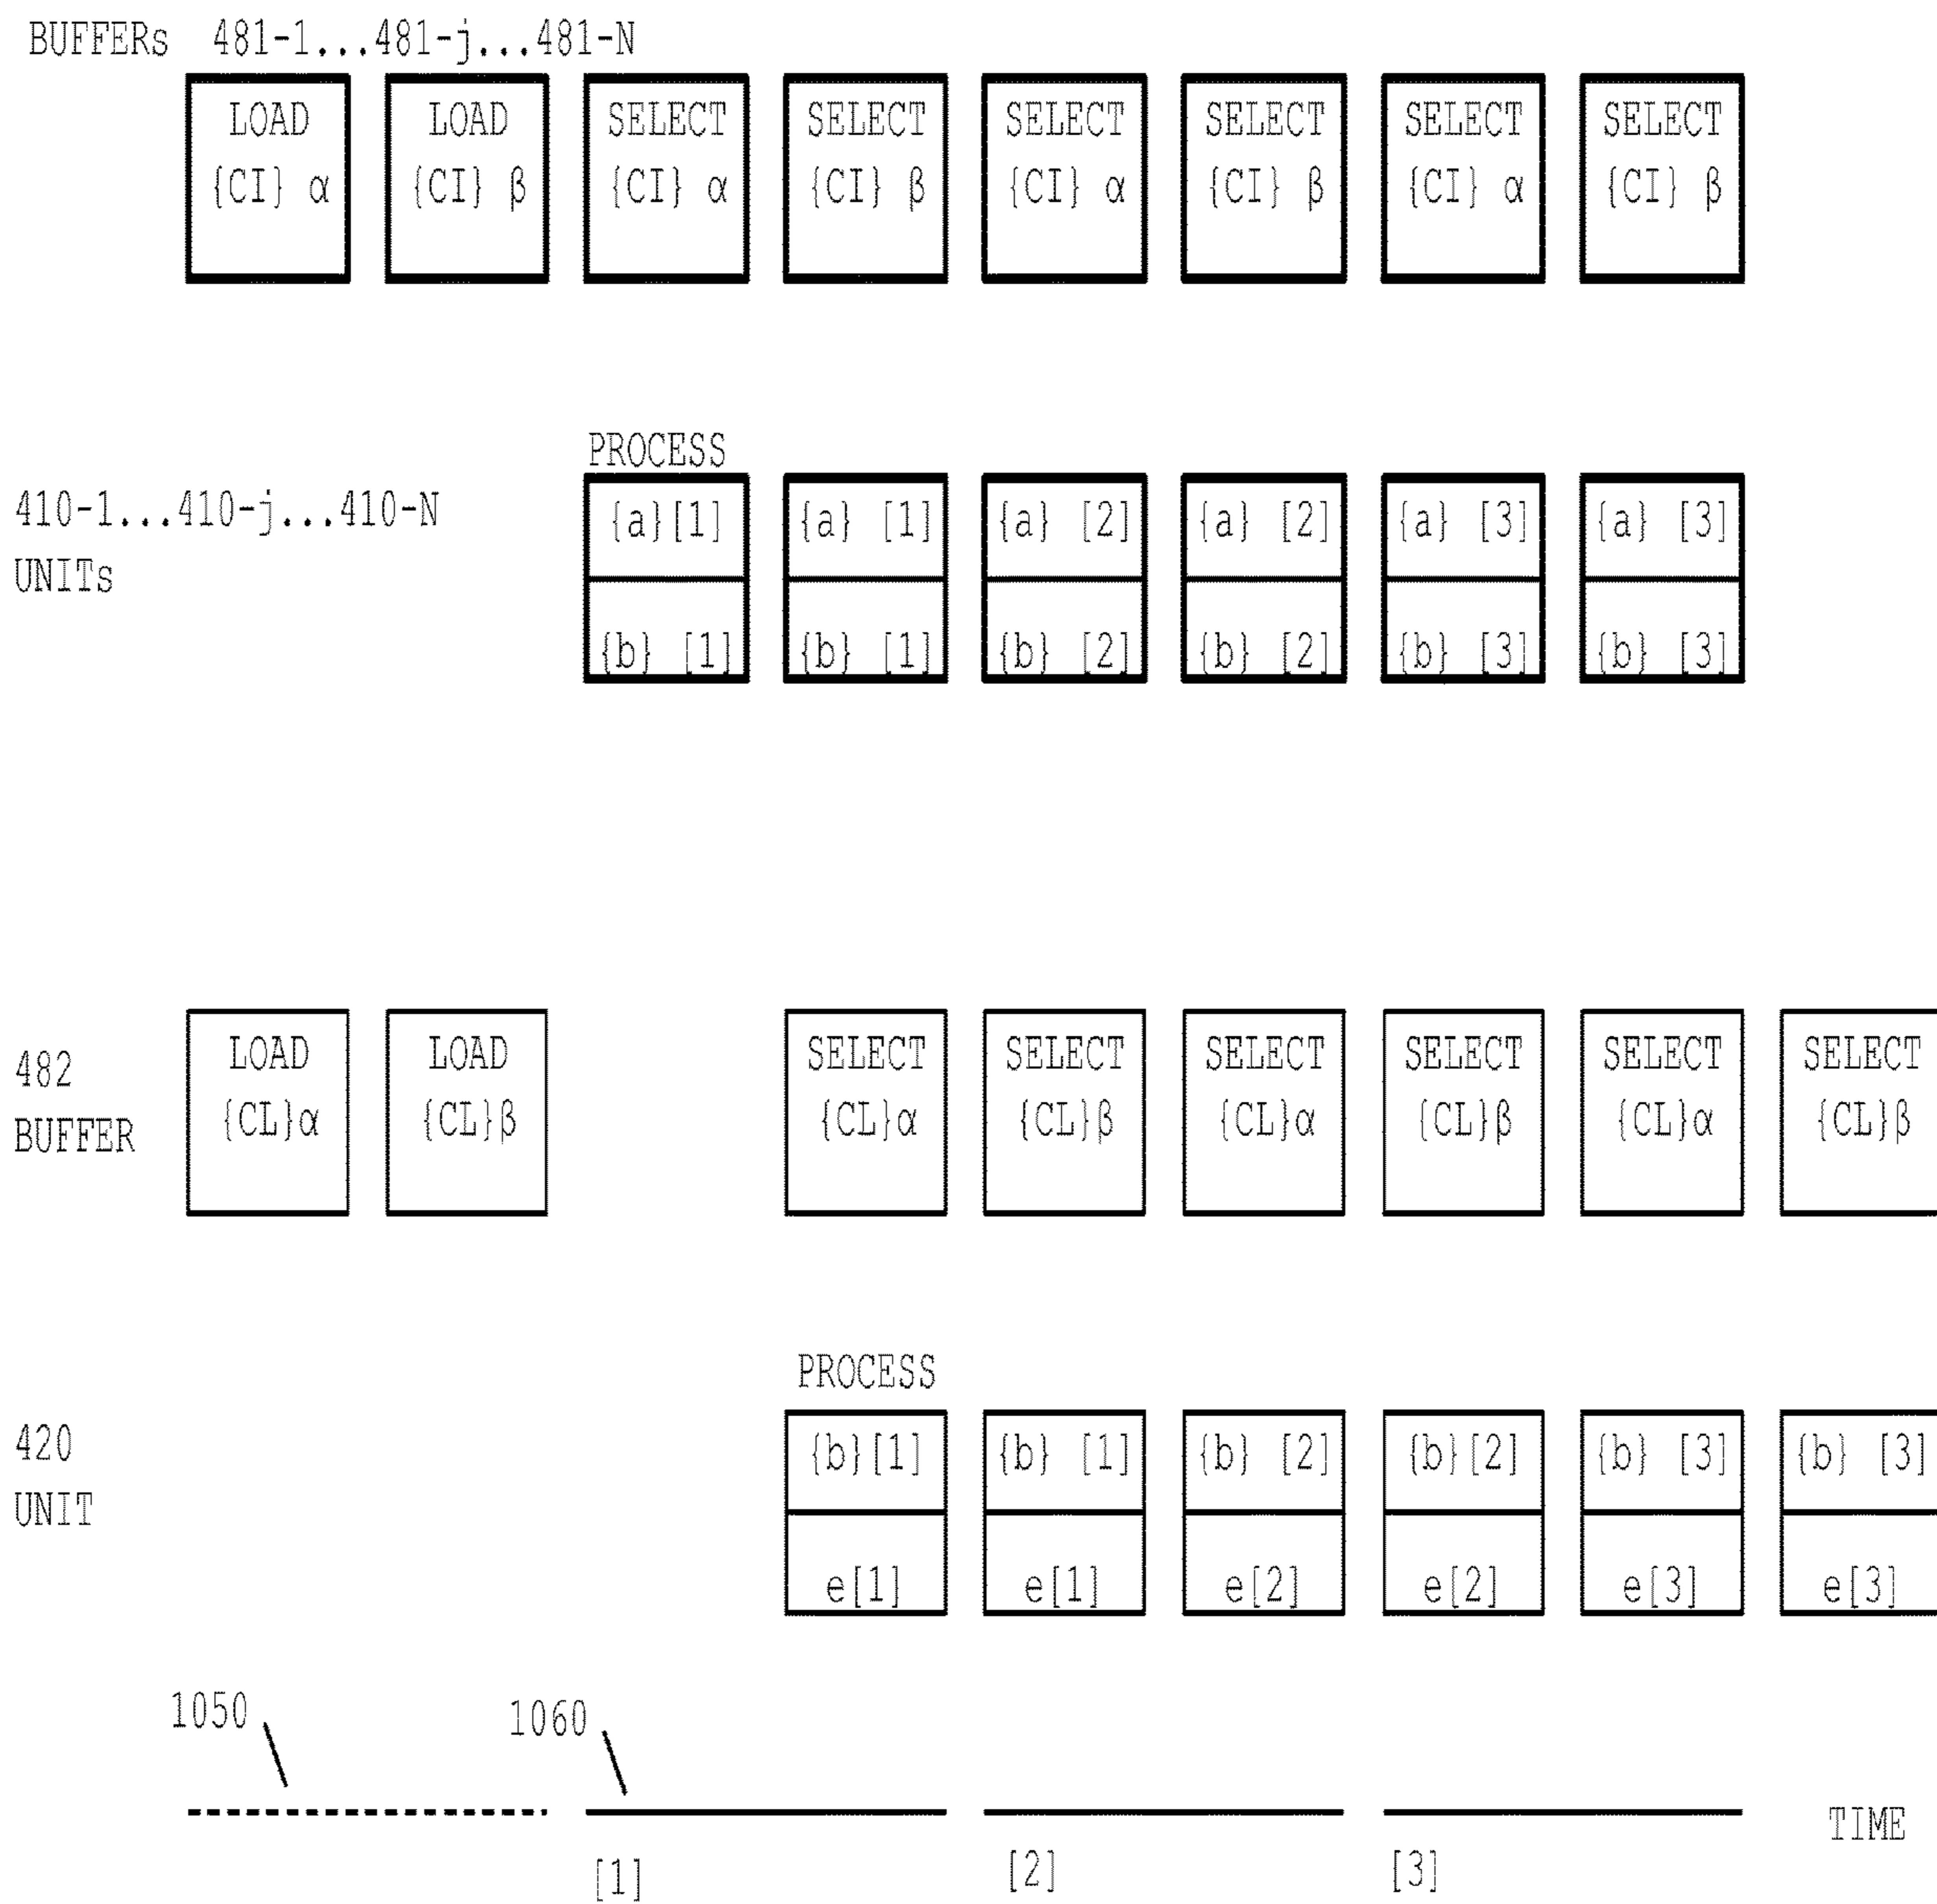 BUFFERs 481-1...481-j...481-N
LOAD LOAD SELECT SELECT SELECT SELECT SELECT SELECT
{CI} α {CI} β {CI} α {CI} β {CI} α {CI} β {CI} α {CI} β
PROCESS
410-1...410-j...410-N
UNITs
{a}[1] {a} [1] {a} [2] {a} [2] {a} [3] {a} [3]
{b} [1] {b} [1] {b} [2] {b} [2] {b} [3] {b} [3]
482
BUFFER
LOAD LOAD SELECT SELECT SELECT SELECT SELECT SELECT
{CL}α {CL}β {CL}α {CL}β {CL}α {CL}β {CL}α {CL}β
PROCESS
420
UNIT
{b}[1] {b} [1] {b} [2] {b}[2] {b} [3] {b} [3]
e[1] e[1] e[2] e[2] e[3] e[3]
1050 1060
TIME
[1] [2] [3]